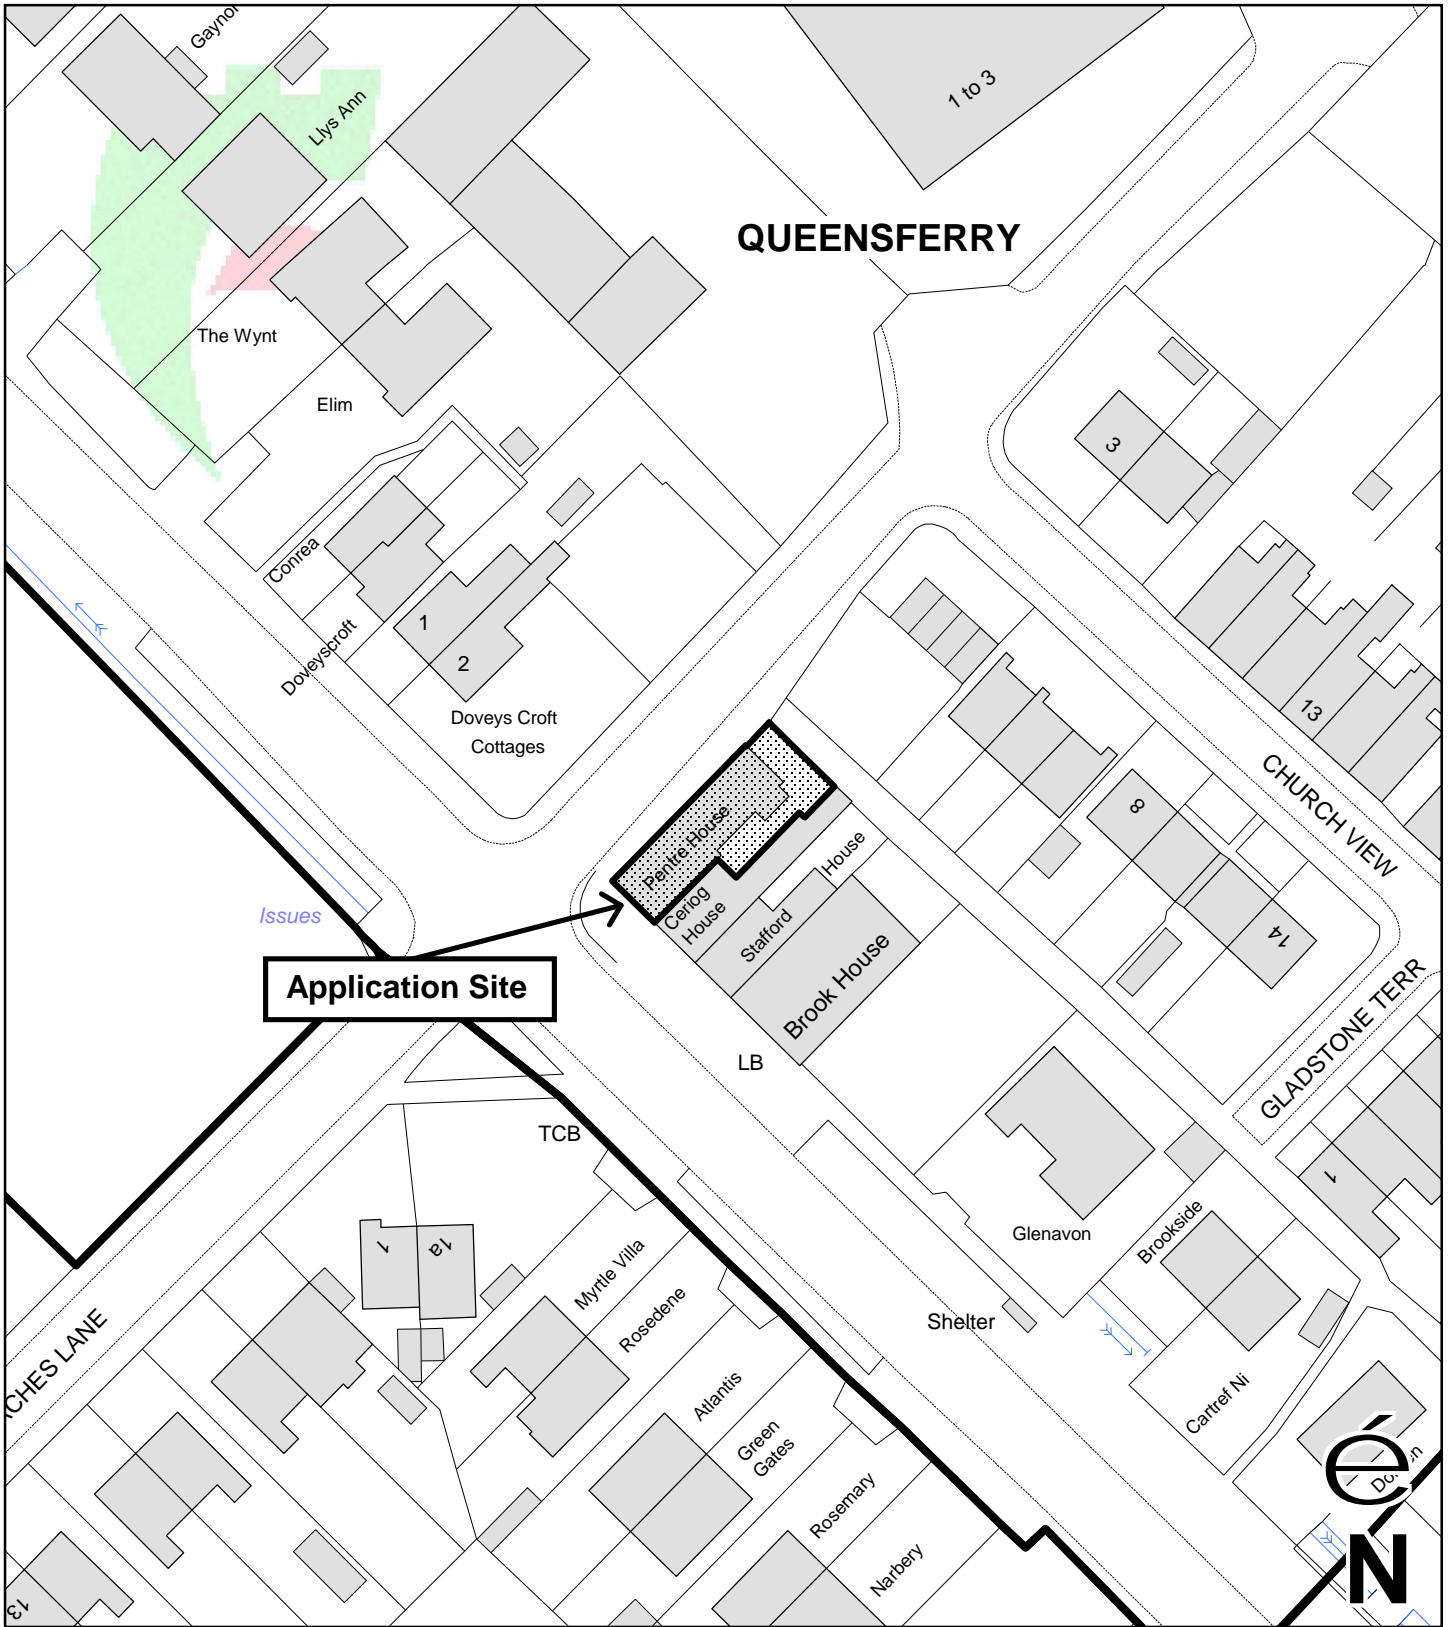 Gaynor
Llys Ann
1 to 3
QUEENSFERRY
The Wynt
Elim
3
Conrea
Doveyscroft
1
2
Doveys Croft
Cottages
13
CHURCH VIEW
8
14
Pentre House
Ceriog
House
Stafford
House
Brook House
Issues
Application Site
LB
TCB
GLADSTONE TERR
1
Glenavon
Brookside
Shelter
Cartref Ni
1
1a
Myrtle Villa
Rosedene
Atlantis
Green
Gates
Rosemary
Narbery
CHES LANE
13
é
N